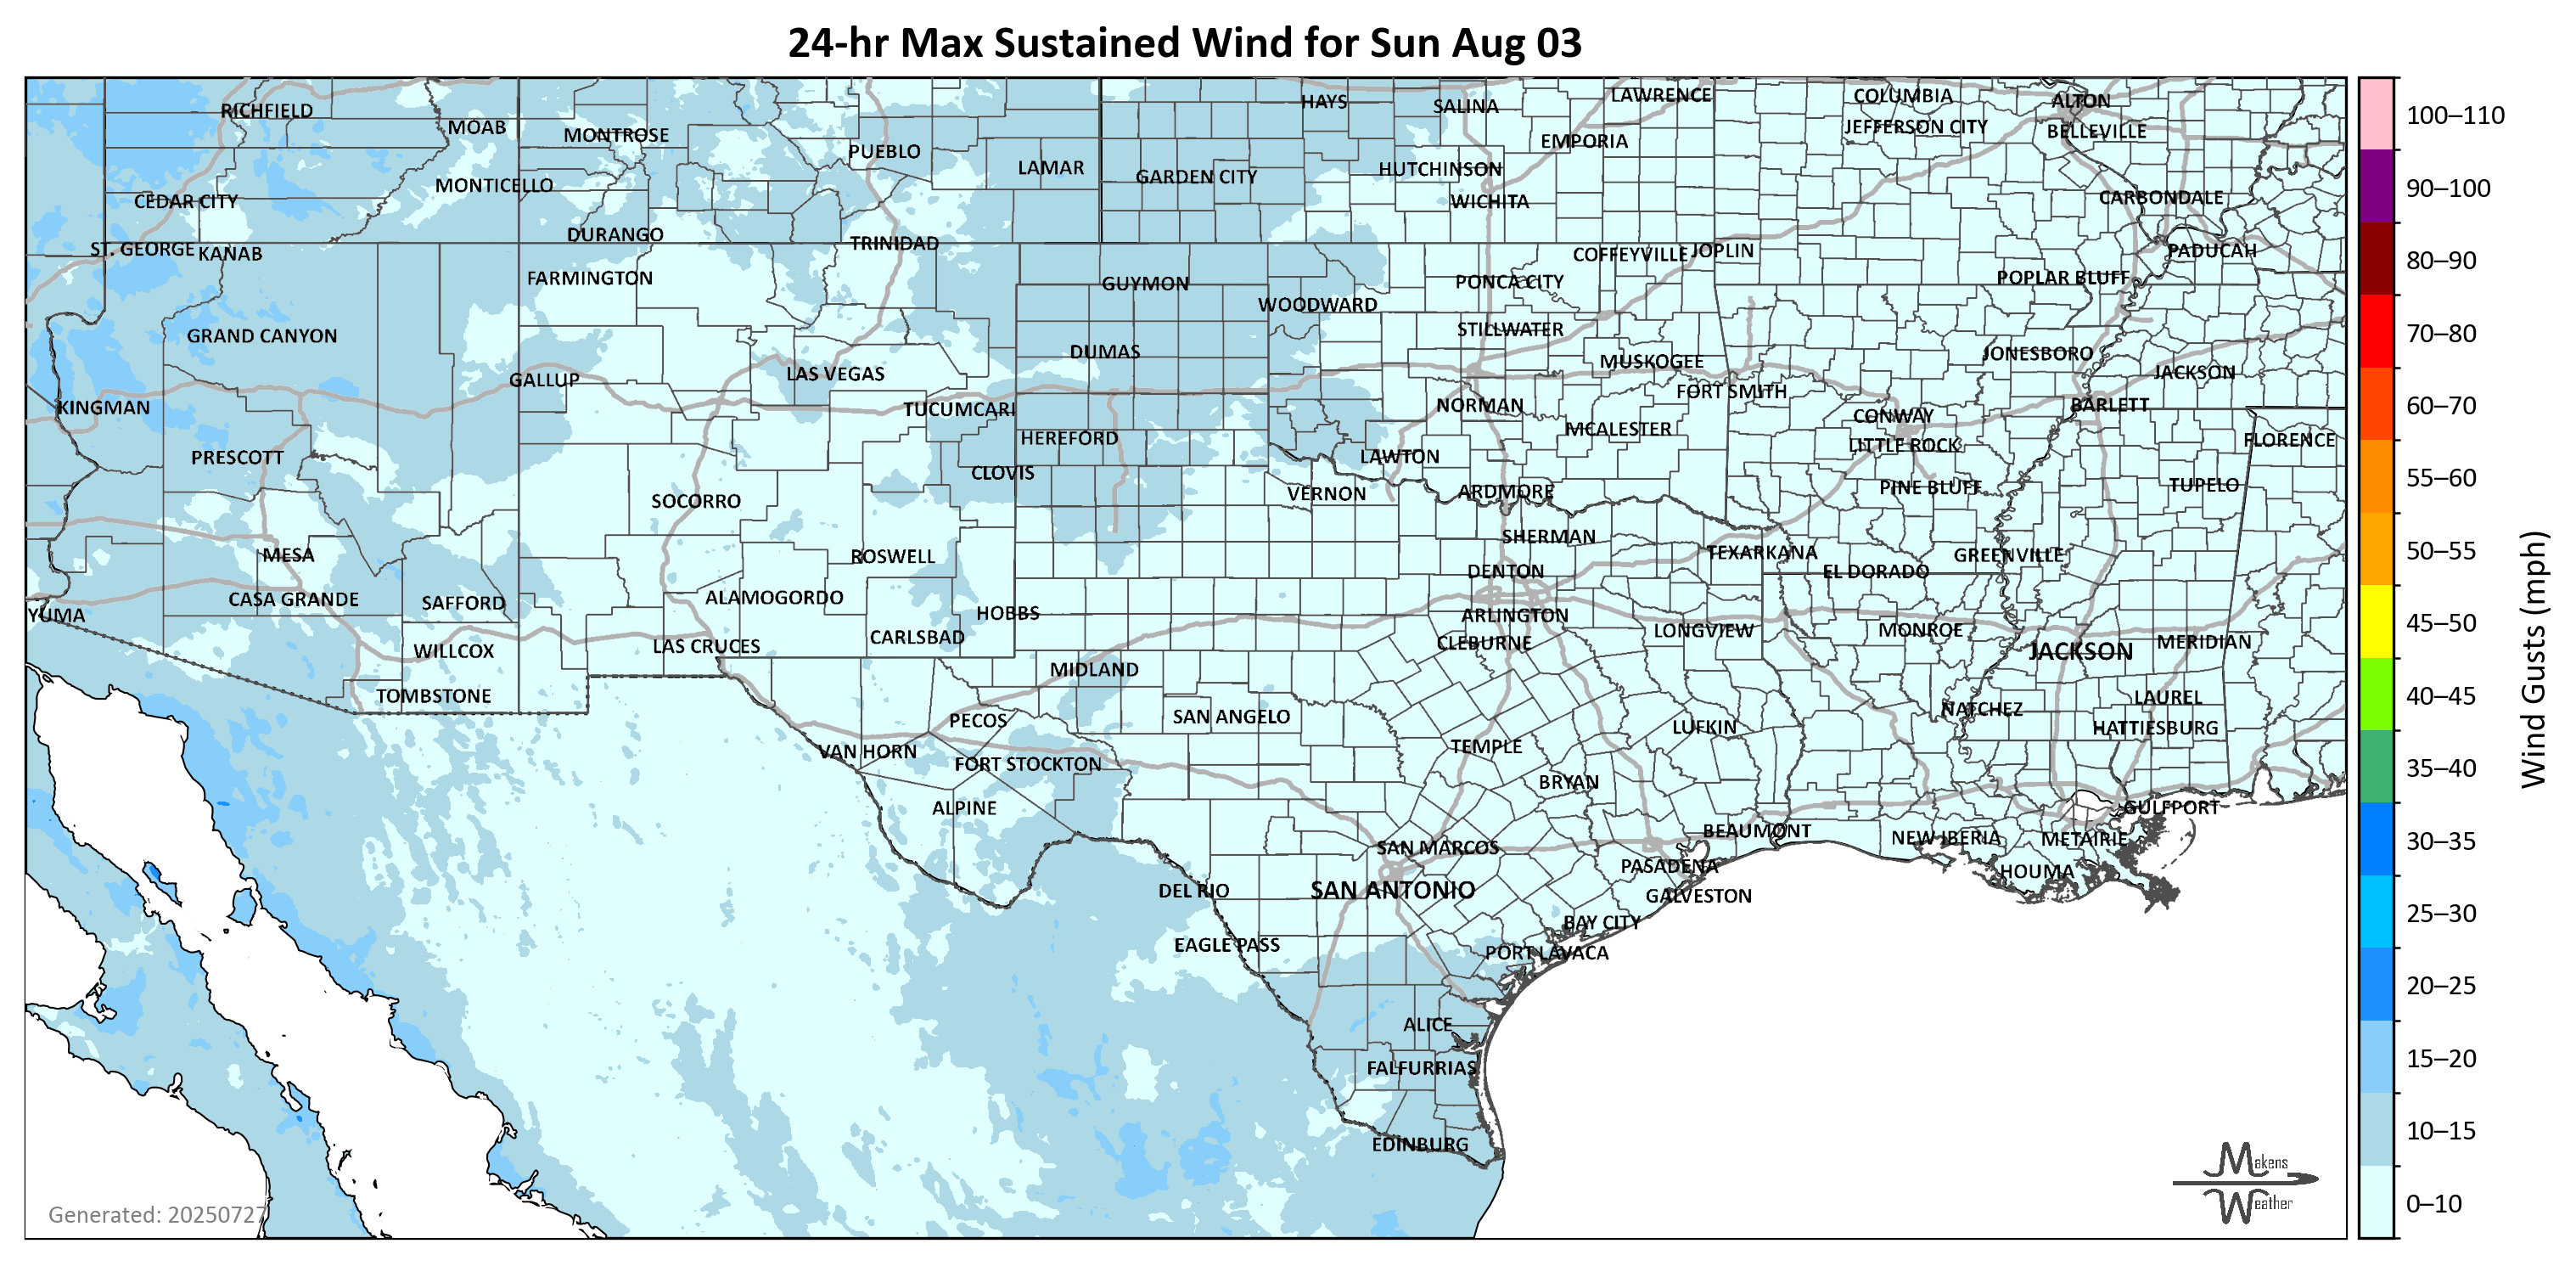 24-hr Max Sustained Wind for Sun Aug 03
RICHFIELD
MOAB
MONTROSE
PUEBLO
LAMAR
HAYS
SALINA
LAWRENCE
COLUMBIA
ALTON
EMPORIA
JEFFERSON CITY
BELLEVILLE
CEDAR CITY
MONTICELLO
GARDEN CITY
HUTCHINSON
WICHITA
CARBONDALE
ST. GEORGE
KANAB
DURANGO
TRINIDAD
COFFEYVILLE
JOPLIN
PADUCAH
FARMINGTON
GUYMON
WOODWARD
PONCA CITY
POPLAR BLUFF
GRAND CANYON
DUMAS
STILLWATER
MUSKOGEE
JONESBORO
GALLUP
LAS VEGAS
FORT SMITH
JACKSON
KINGMAN
TUCUMCARI
NORMAN
CONWAY
BARLETT
HEREFORD
MCALESTER
LITTLE ROCK
FLORENCE
PRESCOTT
CLOVIS
LAWTON
SOCORRO
VERNON
ARDMORE
PINE BLUFF
TUPELO
MESA
ROSWELL
SHERMAN
TEXARKANA
GREENVILLE
DENTON
EL DORADO
YUMA
CASA GRANDE
SAFFORD
ALAMOGORDO
HOBBS
ARLINGTON
WILLCOX
LAS CRUCES
CARLSBAD
CLEBURNE
LONGVIEW
MONROE
JACKSON
MERIDIAN
TOMBSTONE
MIDLAND
PECOS
SAN ANGELO
LUFKIN
NATCHEZ
LAUREL
HATTIESBURG
VAN HORN
FORT STOCKTON
TEMPLE
ALPINE
BRYAN
GULFPORT
SAN MARCOS
BEAUMONT
NEW IBERIA
METAIRIE
DEL RIO
SAN ANTONIO
PASADENA
GALVESTON
HOUMA
EAGLE PASS
BAY CITY
PORT LAVACA
ALICE
FALFURRIAS
EDINBURG
Generated: 20250727
Makens
Weather
100–110
90–100
80–90
70–80
60–70
55–60
50–55
45–50
40–45
35–40
30–35
25–30
20–25
15–20
10–15
0–10
Wind Gusts (mph)